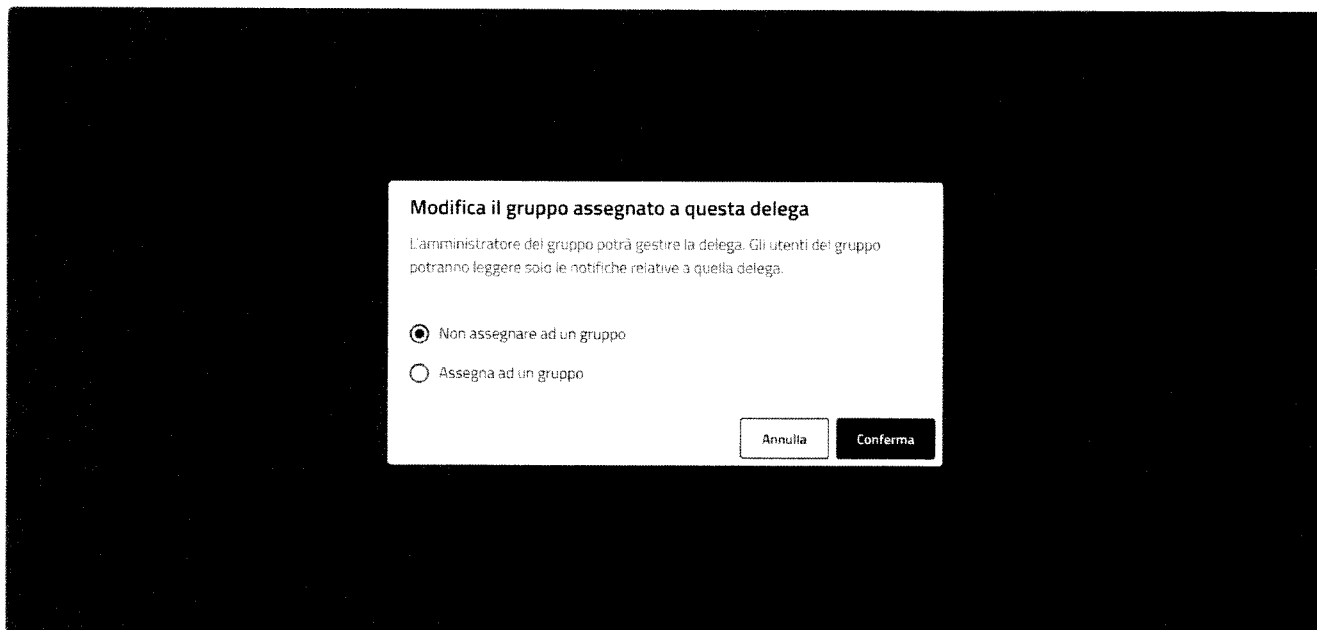 Modifica il gruppo assegnato a questa delega
L'amministratore del gruppo potrà gestire la delega. Gli utenti del gruppo
potranno leggere solo le notifiche relative a quella delega.
Non assegnare ad un gruppo
Assegna ad un gruppo
Annulla
Conferma